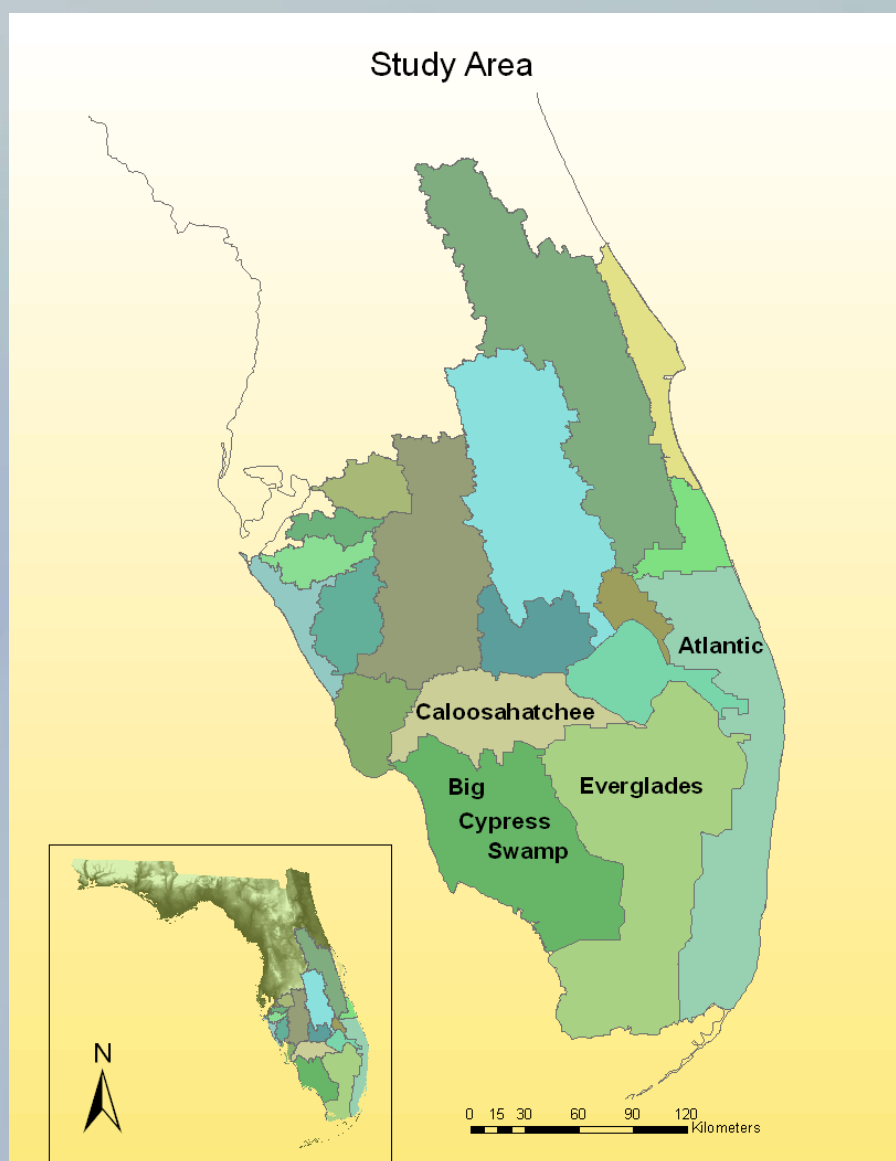 Study Area
Atlantic
Caloosahatchee
Big
Everglades
Cypress
Swamp
N
0 15 30 60 90 120
Kilometers